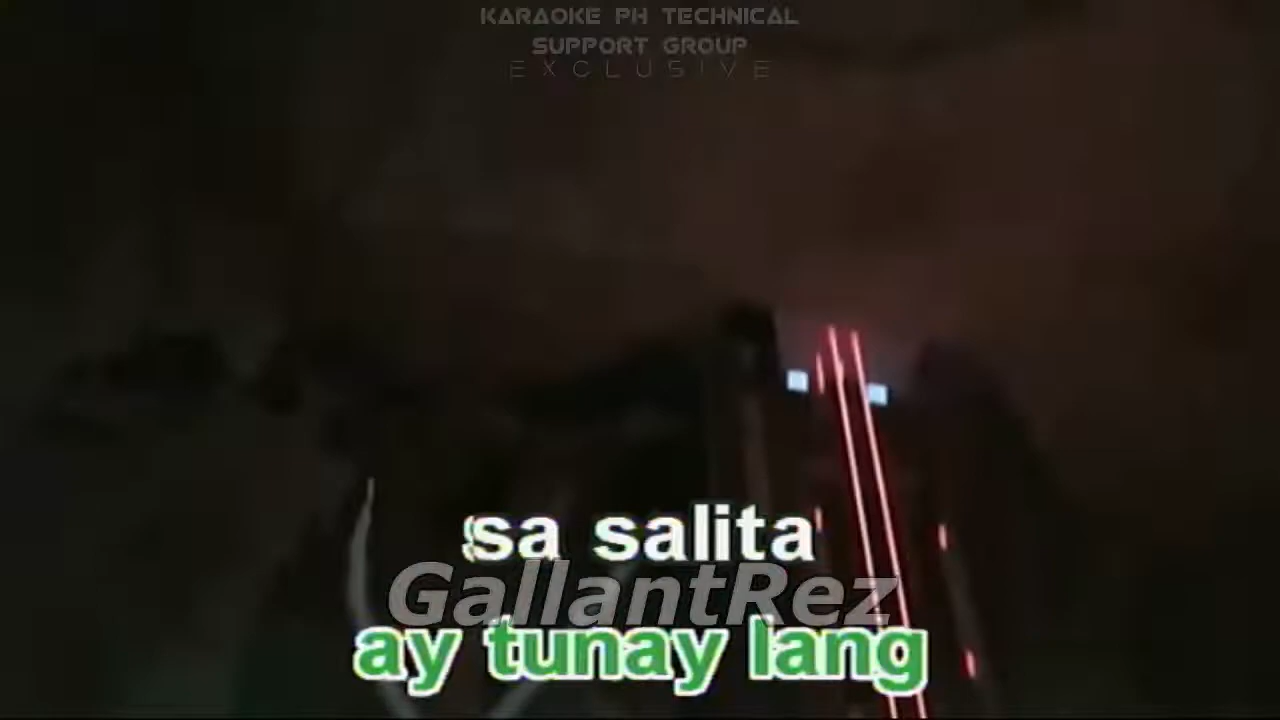 KARAOKE PH TECHNICAL
SUPPORT GROUP
EXCLUSIVE
sa salita
GallantRez
ay tunay lang